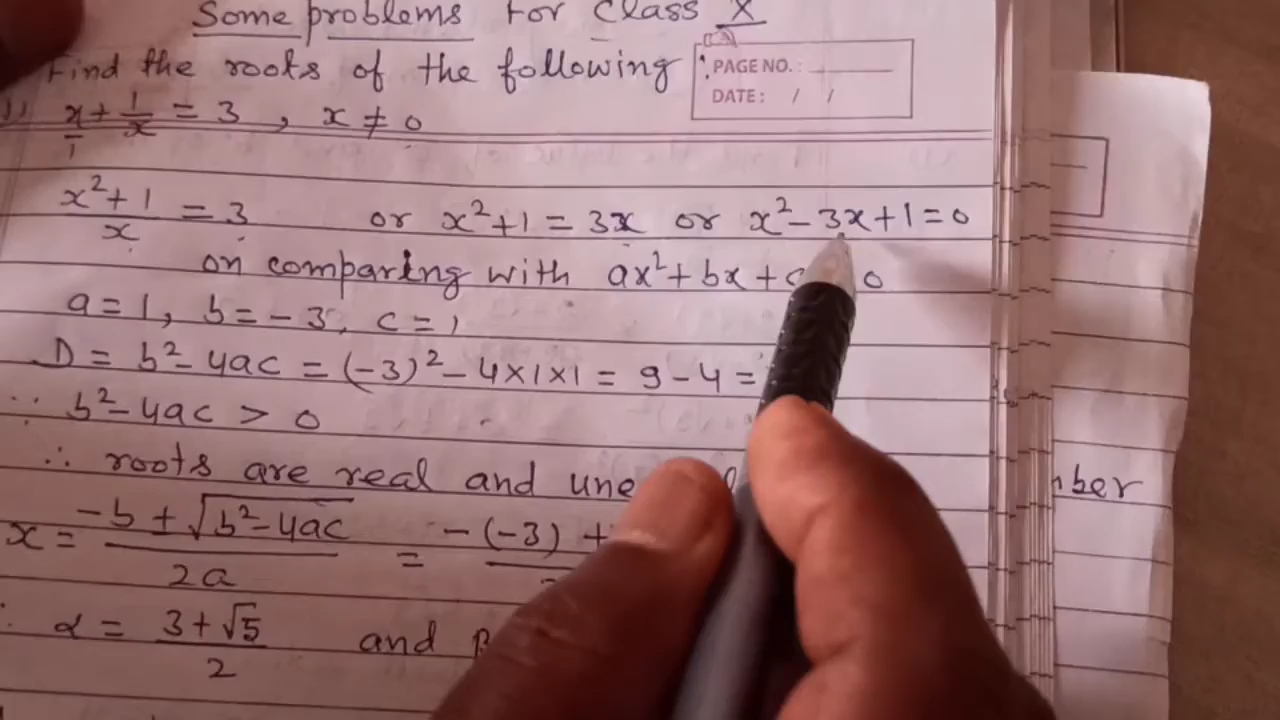 Some problems For Class X
Find the roots of the following
PAGE NO. :
DATE : / /
1) x/1 + 1/x = 3 , x ≠ 0
(x² + 1)/x = 3 or x² + 1 = 3x or x² - 3x + 1 = 0
on comparing with ax² + bx + 0
a = 1, b = -3, c = 1
D = b² - 4ac = (-3)² - 4×1×1 = 9 - 4 =
∵ b² - 4ac > 0
∴ roots are real and
x = (-b ± √(b² - 4ac))/2a = -(-3) +
∴ α = (3 + √5)/2 and β